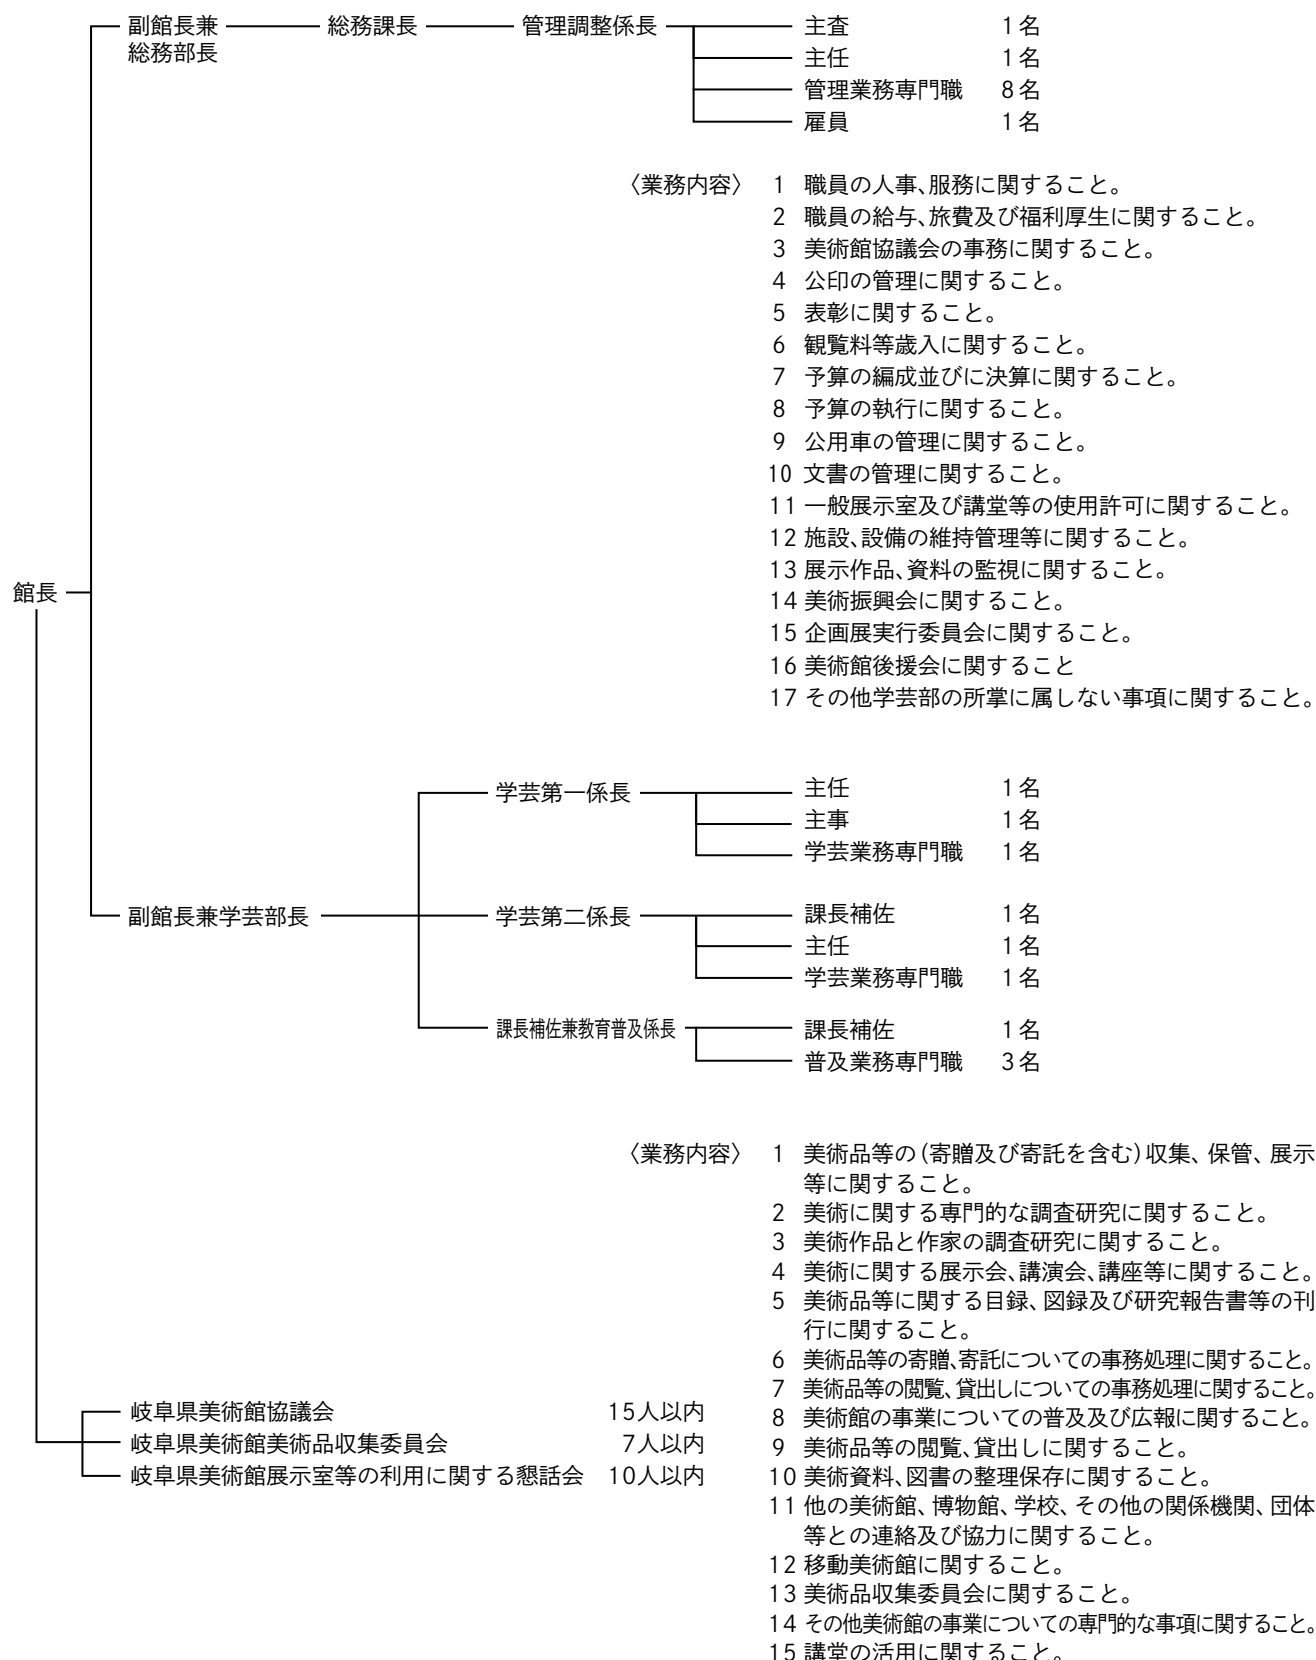 副館長兼 総務課長 管理調整係長 主査 1名
総務部長
主任 1名
管理業務専門職 8名
雇員 1名
〈業務内容〉 1 職員の人事、服務に関すること。
2 職員の給与、旅費及び福利厚生に関すること。
3 美術館協議会の事務に関すること。
4 公印の管理に関すること。
5 表彰に関すること。
6 観覧料等歳入に関すること。
7 予算の編成並びに決算に関すること。
8 予算の執行に関すること。
9 公用車の管理に関すること。
10 文書の管理に関すること。
11 一般展示室及び講堂等の使用許可に関すること。
12 施設、設備の維持管理等に関すること。
13 展示作品、資料の監視に関すること。
館長
14 美術振興会に関すること。
15 企画展実行委員会に関すること。
16 美術館後援会に関すること
17 その他学芸部の所掌に属しない事項に関すること。
学芸第一係長 主任 1名
主事 1名
学芸業務専門職 1名
副館長兼学芸部長 学芸第二係長 課長補佐 1名
主任 1名
学芸業務専門職 1名
課長補佐兼教育普及係長 課長補佐 1名
普及業務専門職 3名
〈業務内容〉 1 美術品等の(寄贈及び寄託を含む)収集、保管、展示
等に関すること。
2 美術に関する専門的な調査研究に関すること。
3 美術作品と作家の調査研究に関すること。
4 美術に関する展示会、講演会、講座等に関すること。
5 美術品等に関する目録、図録及び研究報告書等の刊
行に関すること。
6 美術品等の寄贈、寄託についての事務処理に関すること。
7 美術品等の閲覧、貸出しについての事務処理に関すること。
8 美術館の事業についての普及及び広報に関すること。
9 美術品等の閲覧、貸出しに関すること。
10 美術資料、図書の整理保存に関すること。
11 他の美術館、博物館、学校、その他の関係機関、団体
等との連絡及び協力に関すること。
12 移動美術館に関すること。
13 美術品収集委員会に関すること。
14 その他美術館の事業についての専門的な事項に関すること。
15 講堂の活用に関すること。
岐阜県美術館協議会 15人以内
岐阜県美術館美術品収集委員会 7人以内
岐阜県美術館展示室等の利用に関する懇話会 10人以内